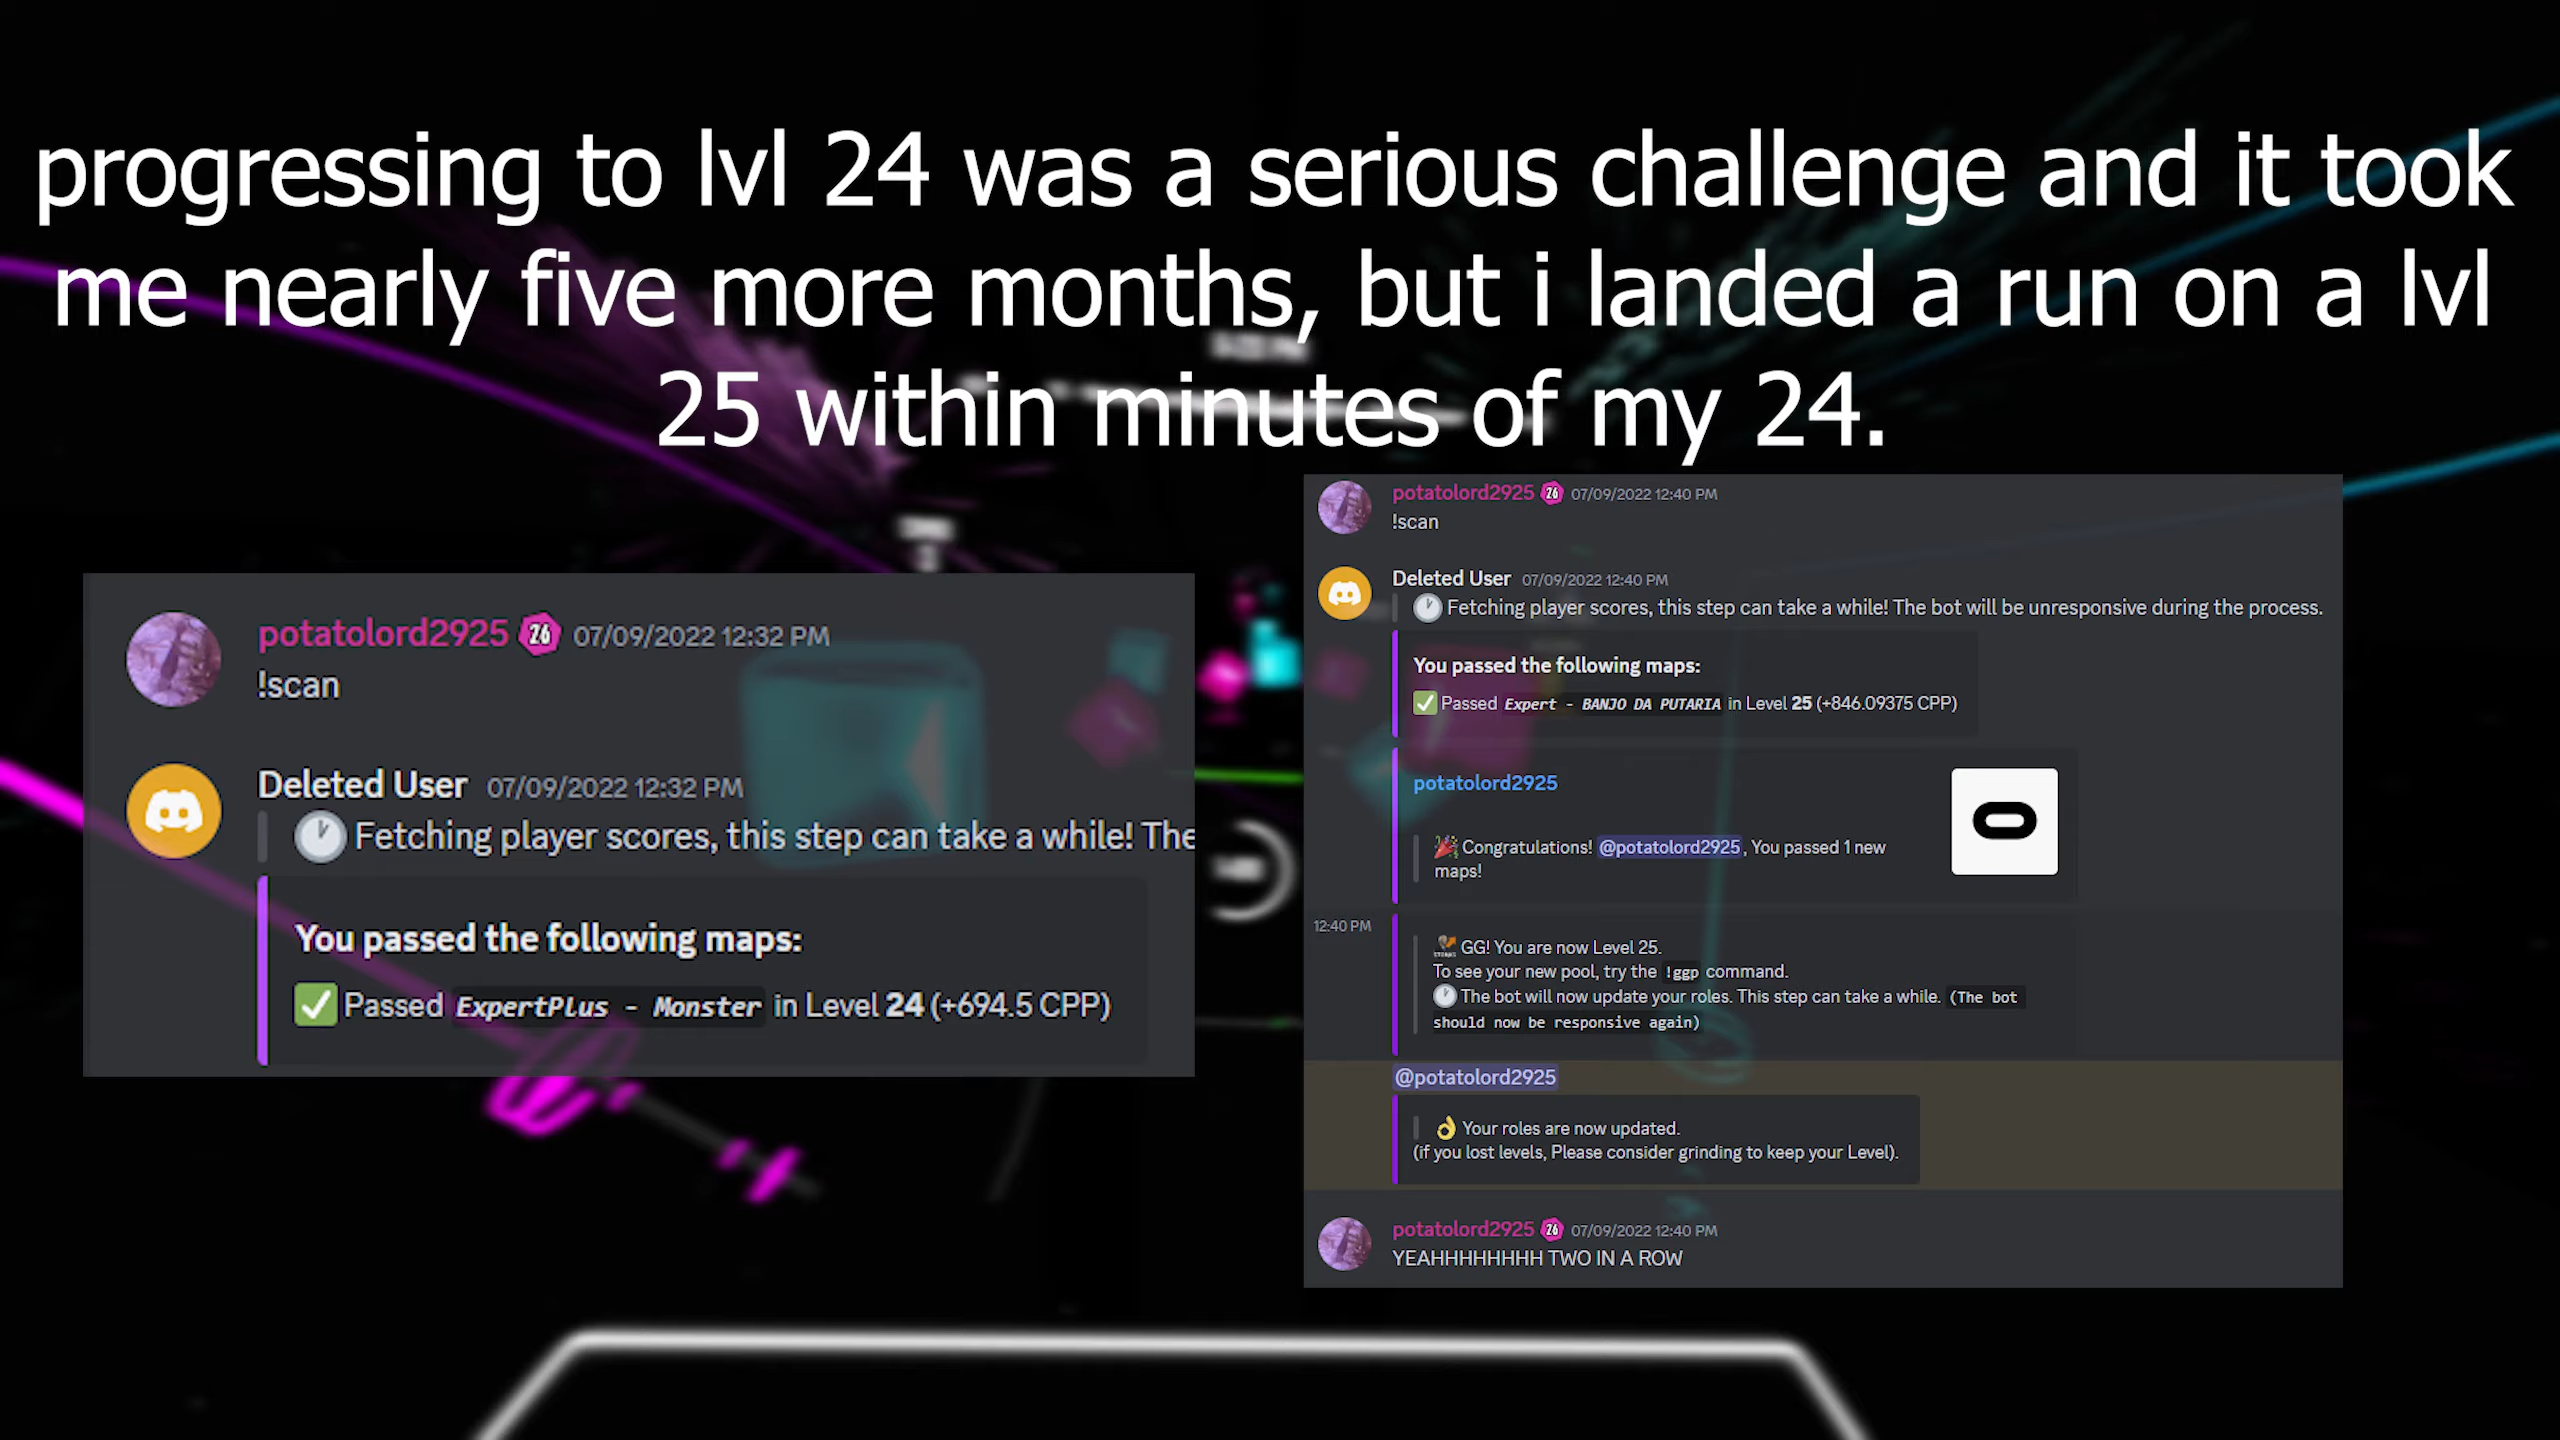 progressing to lvl 24 was a serious challenge and it took
me nearly five more months, but i landed a run on a lvl
25 within minutes of my 24.
potatolord2925 26 07/09/2022 12:32 PM
!scan
Deleted User 07/09/2022 12:32 PM
Fetching player scores, this step can take a while! The
You passed the following maps:
Passed ExpertPlus - Monster in Level 24 (+694.5 CPP)
potatolord2925 26 07/09/2022 12:40 PM
!scan
Deleted User 07/09/2022 12:40 PM
Fetching player scores, this step can take a while! The bot will be unresponsive during the process.
You passed the following maps:
Passed Expert - BANJO DA PUTARIA in Level 25 (+846.09375 CPP)
potatolord2925
Congratulations! @potatolord2925, You passed 1 new
maps!
12:40 PM
GG! You are now Level 25.
To see your new pool, try the !ggp command.
The bot will now update your roles. This step can take a while. (The bot
should now be responsive again)
@potatolord2925
Your roles are now updated.
(if you lost levels, Please consider grinding to keep your Level).
potatolord2925 26 07/09/2022 12:40 PM
YEAHHHHHHHHH TWO IN A ROW